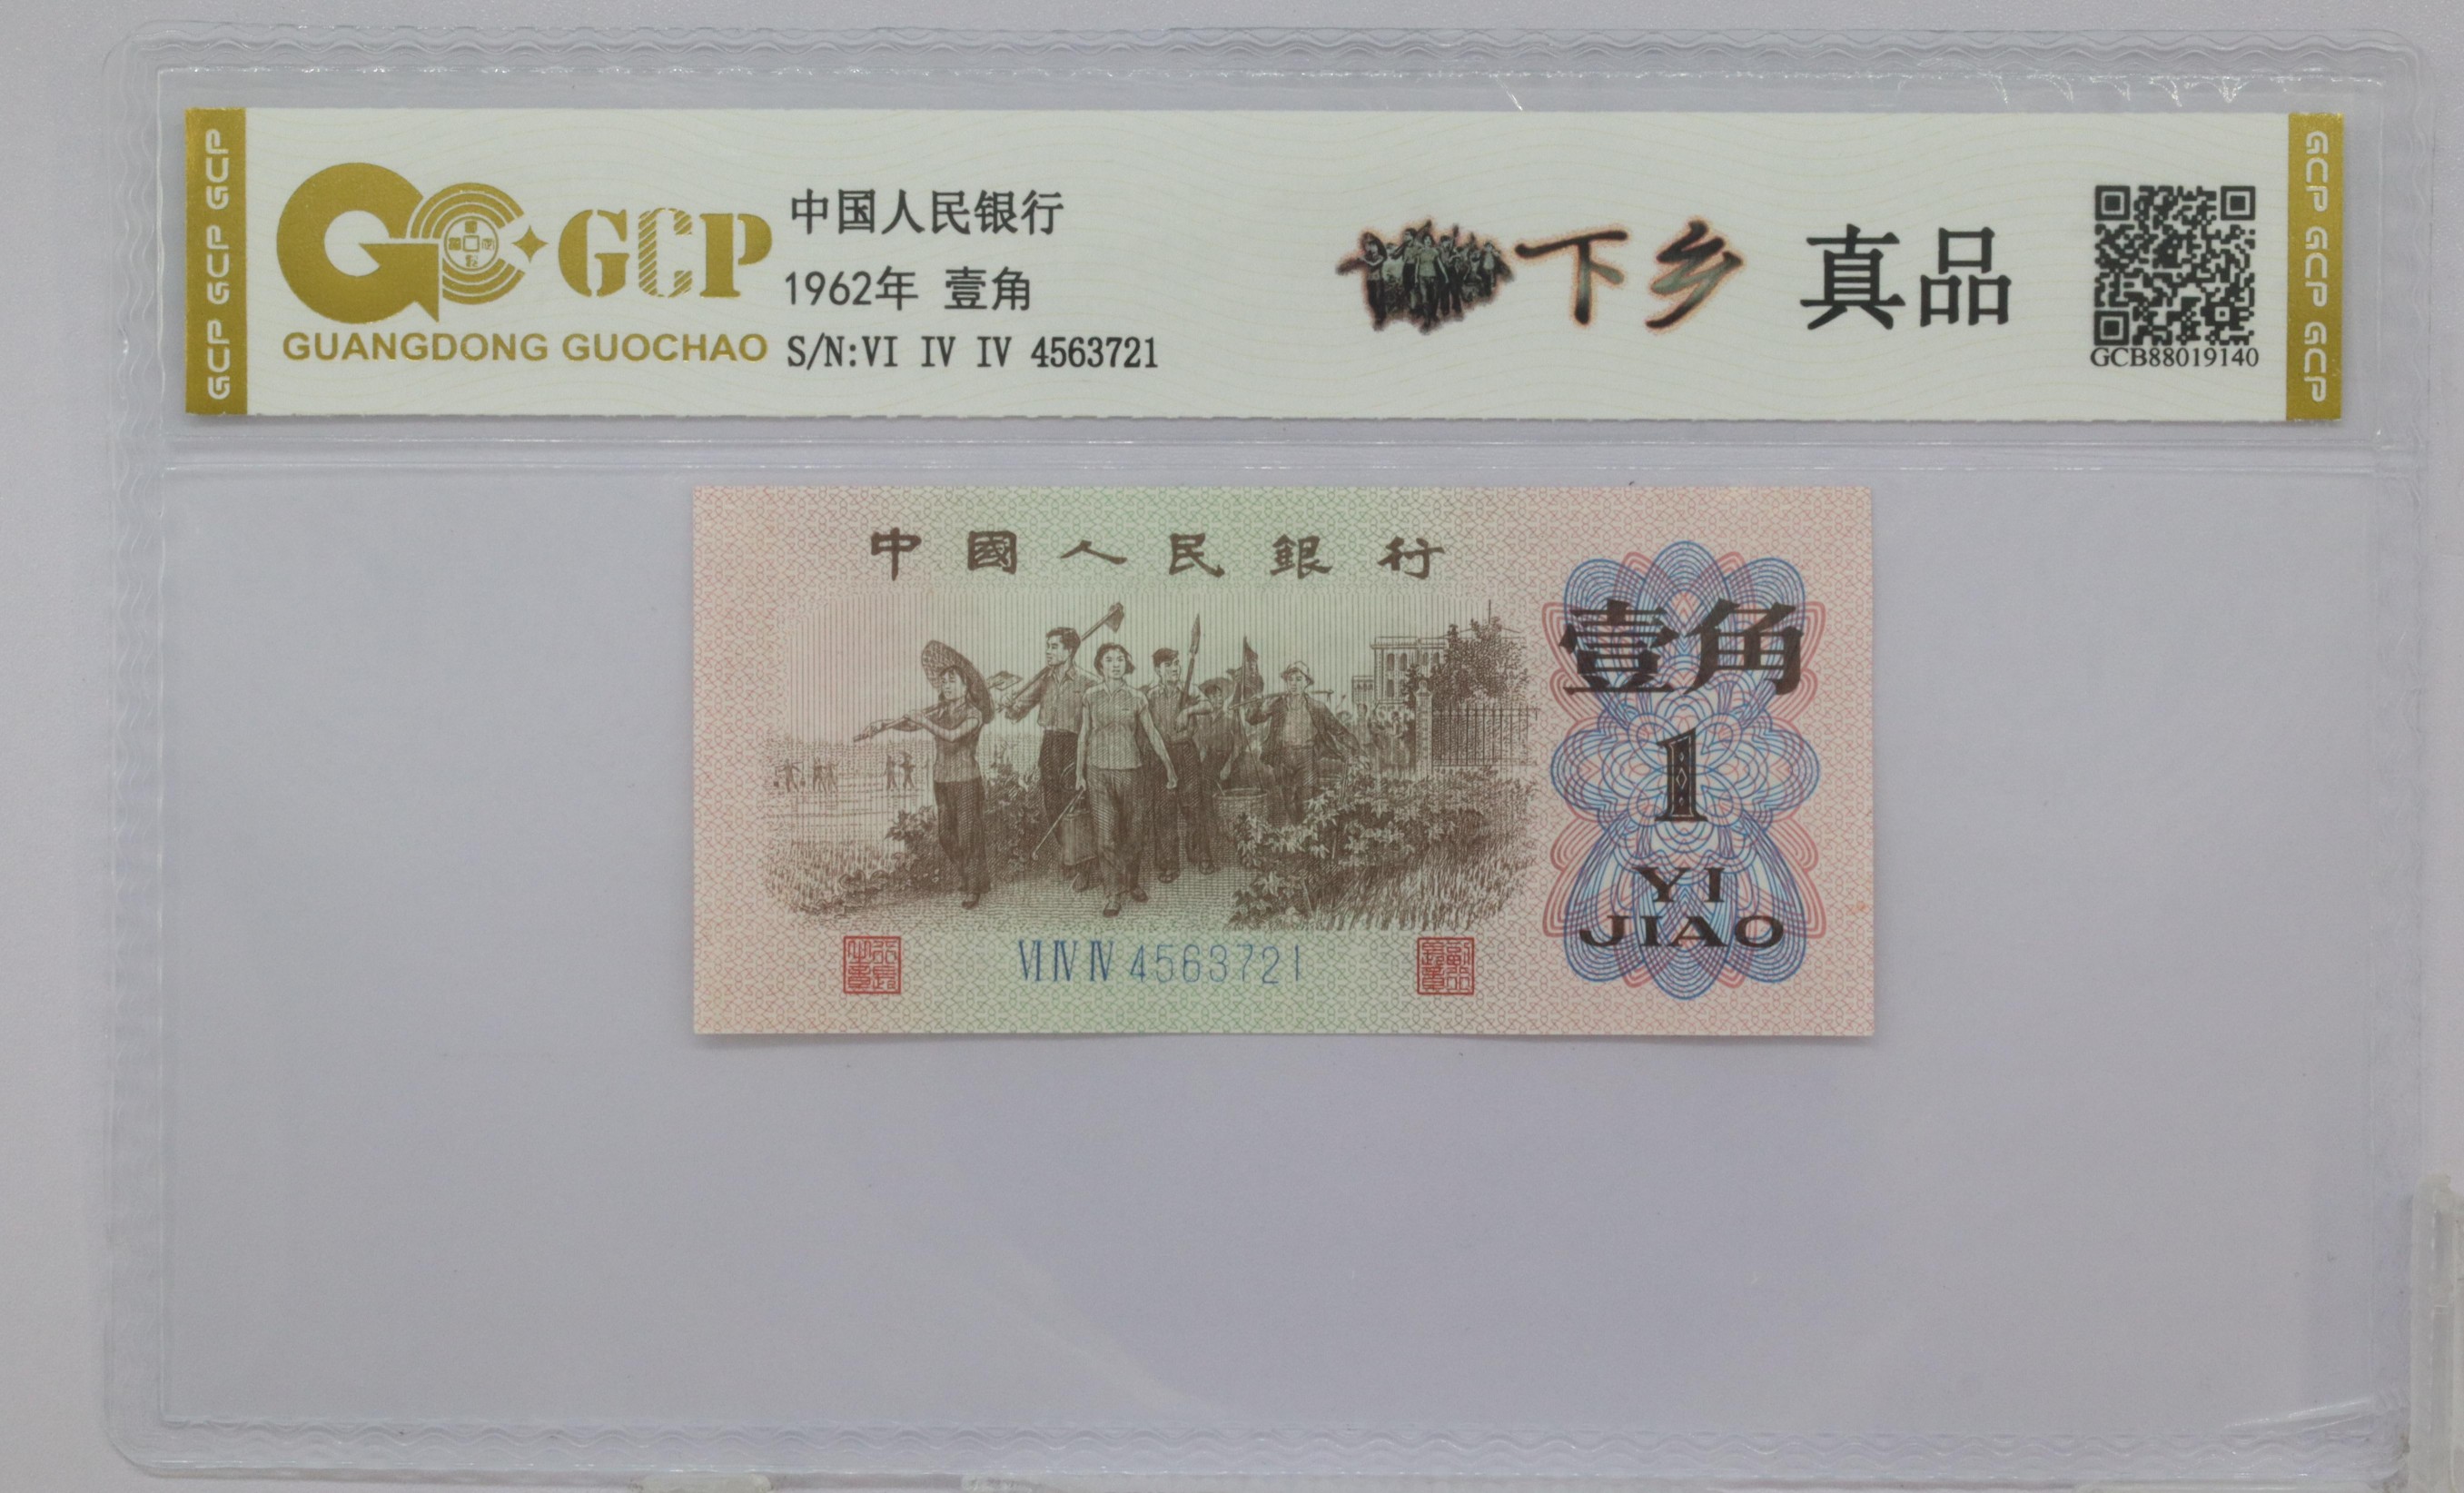 GCP GCP GCP
GCP
GUANGDONG GUOCHAO
中国人民银行
1962年 壹角
S/N:VI IV IV 4563721
下乡 真品
GCB88019140
GCP GCP GCP
中國人民銀行
壹角
1
YI
JIAO
VI IV IV 4563721